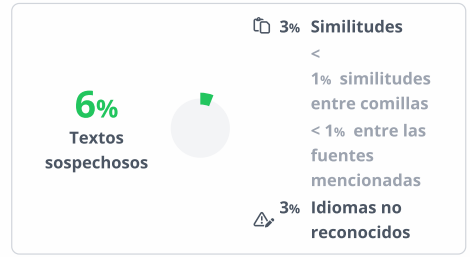 6%
Textos
sospechosos
3% Similitudes
<
1% similitudes
entre comillas
< 1% entre las
fuentes
mencionadas
3% Idiomas no
reconocidos